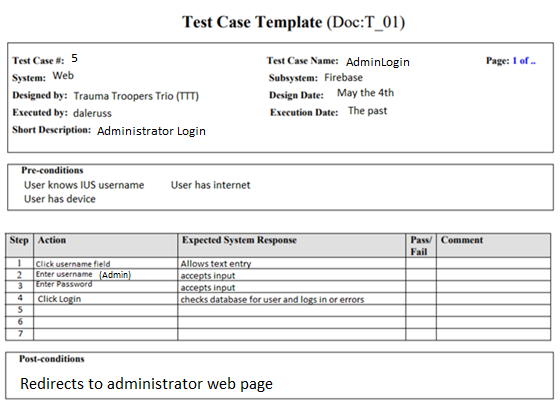 Test Case Template (Doc:T_01)
Test Case #: 5 Test Case Name: AdminLogin Page: 1 of ..
System: Web Subsystem: Firebase
Designed by: Trauma Troopers Trio (TTT) Design Date: May the 4th
Executed by: daleruss Execution Date: The past
Short Description: Administrator Login
Pre-conditions
User knows IUS username User has internet
User has device
Step Action Expected System Response Pass/ Fail Comment
1 Click username field Allows text entry
2 Enter username (Admin) accepts input
3 Enter Password accepts input
4 Click Login checks database for user and logs in or errors
5
6
7
Post-conditions
Redirects to administrator web page